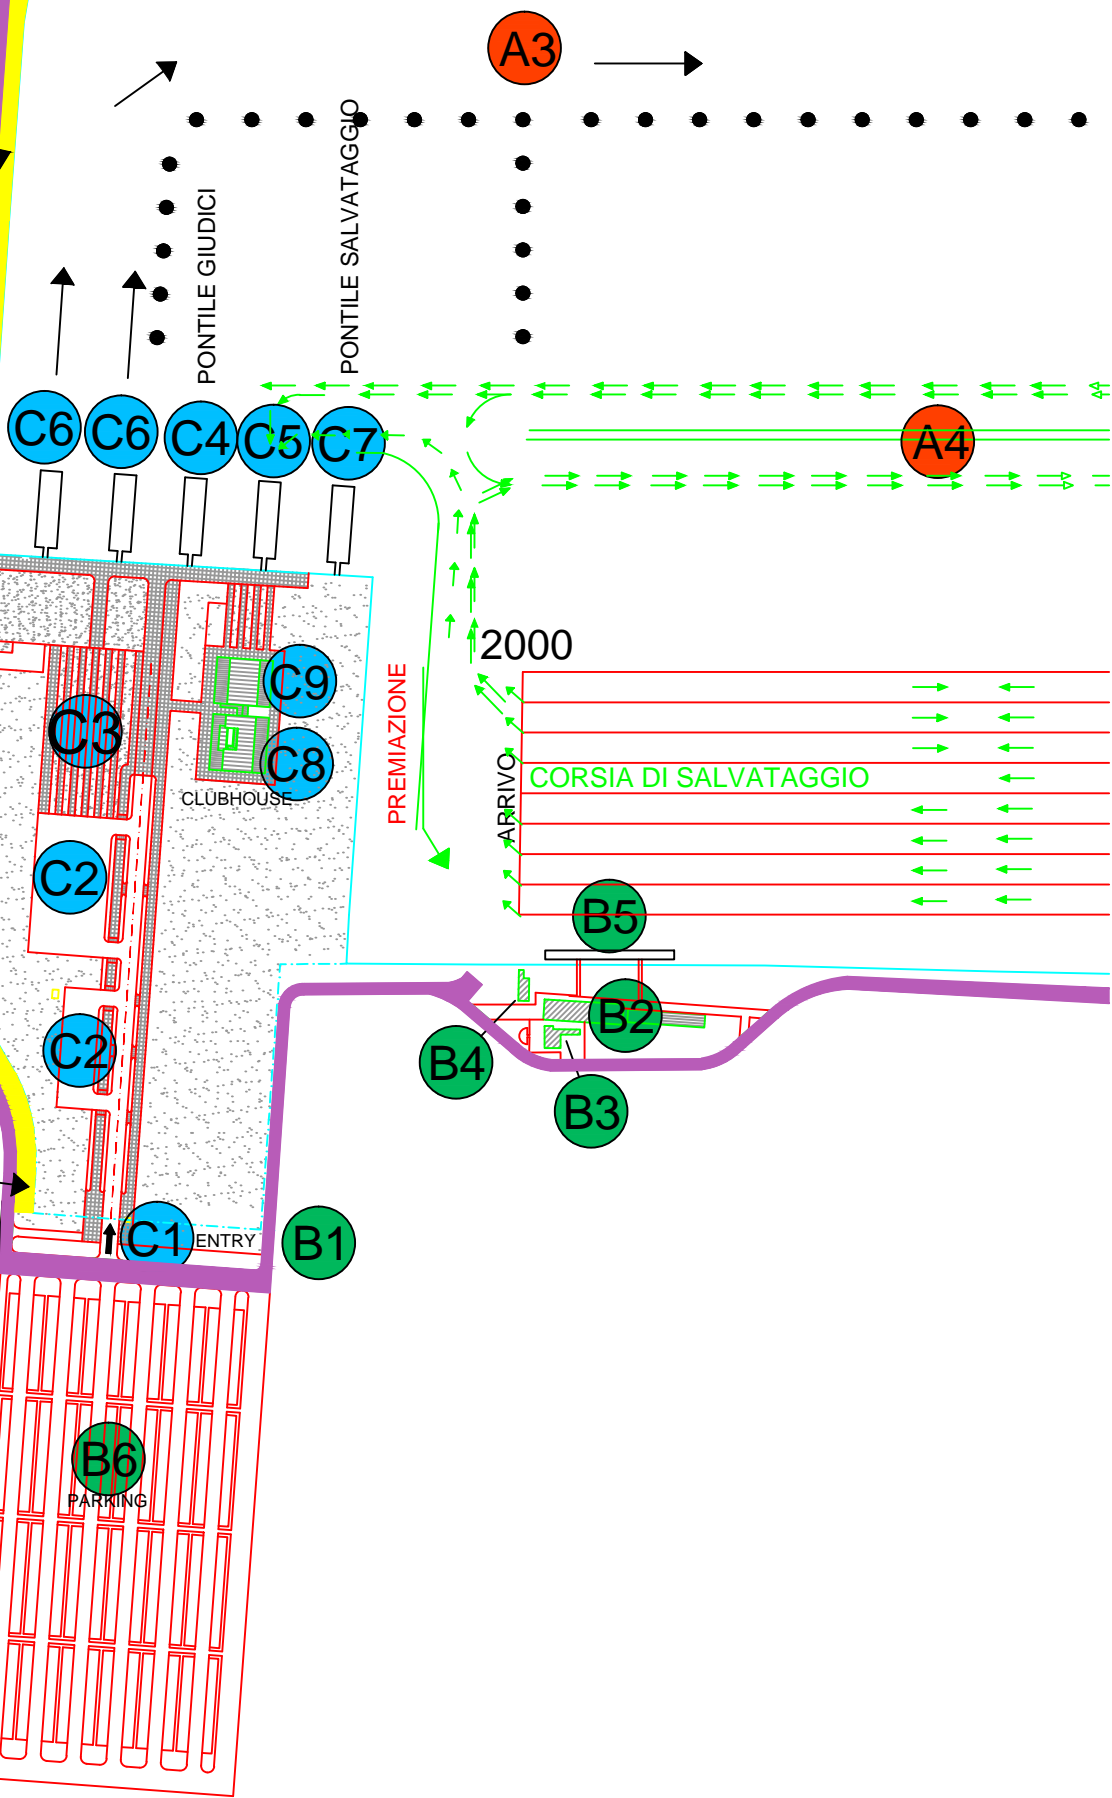 A3
PONTILE GIUDICI
PONTILE SALVATAGGIO
C6
C6
C4
C5
C7
A4
2000
C9
C3
C8
CLUBHOUSE
PREMIAZIONE
ARRIVO
CORSIA DI SALVATAGGIO
C2
B5
B2
C2
B4
B3
C1
ENTRY
B1
B6
PARKING